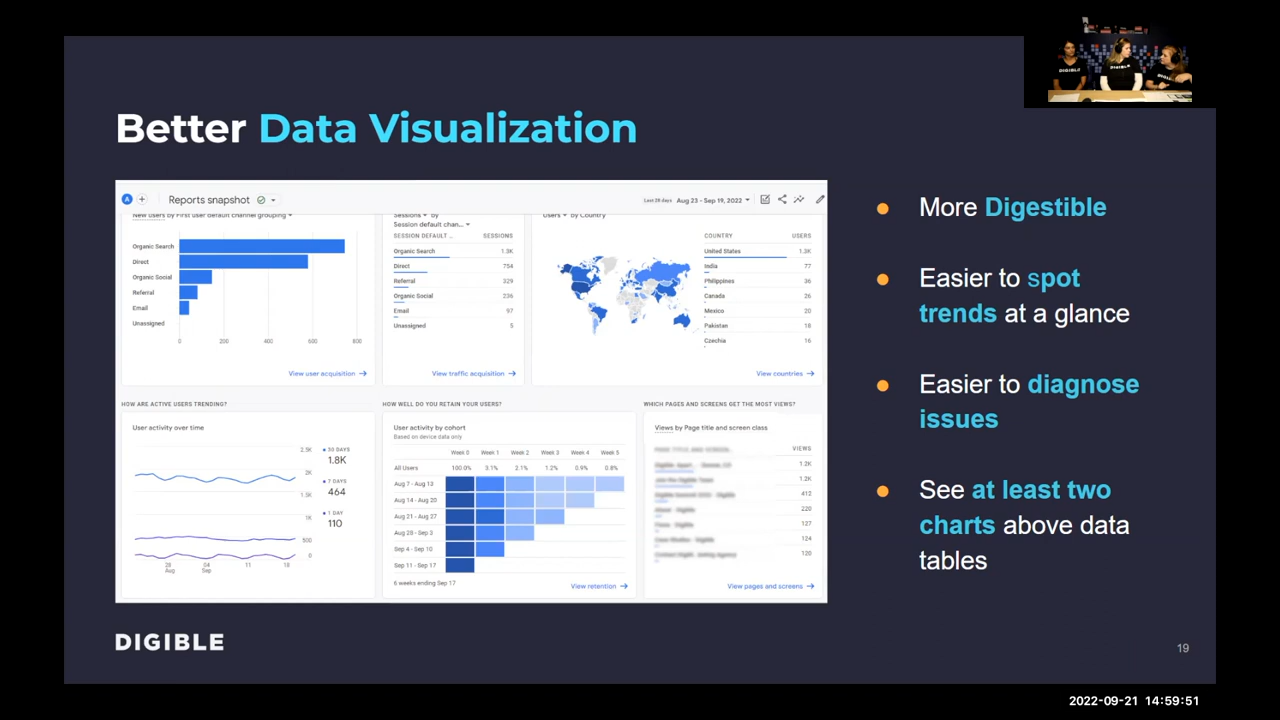 Better Data Visualization
A
Reports snapshot
Last 28 days Aug 23 - Sep 19, 2022
New users by First user default channel grouping
Organic Search
Direct
Organic Social
Referral
Email
Unassigned
0 200 400 600 800
View user acquisition
Sessions by
Session default chan...
SESSION DEFAULT ... SESSIONS
Organic Search 1.3K
Direct 754
Referral 329
Organic Social 236
Email 97
Unassigned 5
View traffic acquisition
Users by Country
COUNTRY USERS
United States 1.3K
India 77
Philippines 36
Canada 26
Mexico 20
Pakistan 18
Czechia 16
View countries
HOW ARE ACTIVE USERS TRENDING?
User activity over time
2.5K
2K
1.5K
1K
500
0
30 DAYS
1.8K
7 DAYS
464
1 DAY
110
28 04 11 18
Aug Sep
HOW WELL DO YOU RETAIN YOUR USERS?
User activity by cohort
Based on device data only
Week 0 Week 1 Week 2 Week 3 Week 4 Week 5
All Users 100.0% 3.1% 2.1% 1.2% 0.9% 0.8%
Aug 7 - Aug 13
Aug 14 - Aug 20
Aug 21 - Aug 27
Aug 28 - Sep 3
Sep 4 - Sep 10
Sep 11 - Sep 17
6 weeks ending Sep 17
View retention
WHICH PAGES AND SCREENS GET THE MOST VIEWS?
Views by Page title and screen class
VIEWS
1.2K
1.2K
412
220
127
124
120
View pages and screens
More Digestible
Easier to spot
trends at a glance
Easier to diagnose
issues
See at least two
charts above data
tables
DIGIBLE
19
DIGIBLE
DIGIBLE
2022-09-21 14:59:51